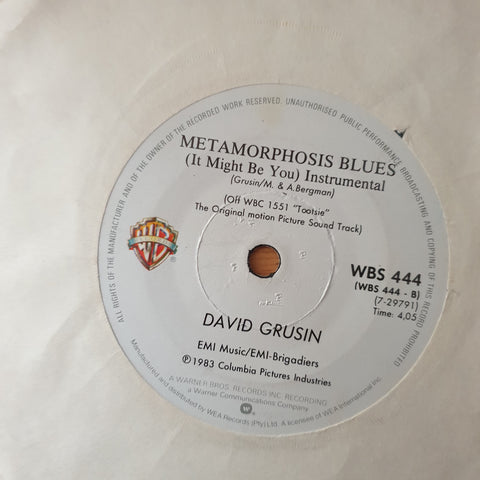 ALL RIGHTS OF THE MANUFACTURER AND OF THE OWNER OF THE RECORDED WORK RESERVED. UNAUTHORISED PUBLIC PERFORMANCE BROADCASTING AND COPYING OF THIS RECORD PROHIBITED
METAMORPHOSIS BLUES
(It Might Be You) Instrumental
(Grusin/M. & A.Bergman)
(Off WBC 1551 "Tootsie"
The Original motion Picture Sound Track)
WB
WBS 444
(WBS 444 - B)
(7-29791)
Time: 4,05
DAVID GRUSIN
EMI Music/EMI-Brigadiers
Ⓟ1983 Columbia Pictures Industries
A WARNER BROS. RECORDS INC. RECORDING
a Warner Communications Company.
Manufactured and distributed by WEA Records (Pty) Ltd. A licensee of WEA International Inc.